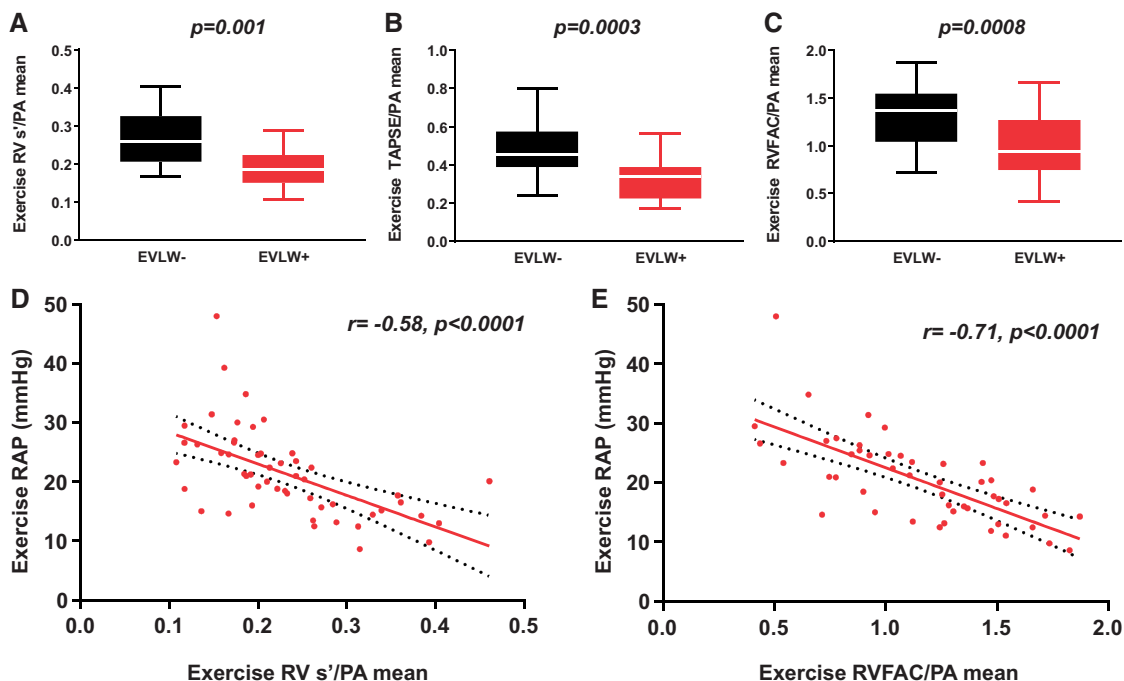 A
p=0.001
Exercise RV s'/PA mean
0.5
0.4
0.3
0.2
0.1
0.0
EVLW-
EVLW+
B
p=0.0003
Exercise TAPSE/PA mean
1.0
0.8
0.6
0.4
0.2
0.0
EVLW-
EVLW+
C
p=0.0008
Exercise RVFAC/PA mean
2.0
1.5
1.0
0.5
0.0
EVLW-
EVLW+
D
r= -0.58, p<0.0001
Exercise RAP (mmHg)
50
40
30
20
10
0
0.0 0.1 0.2 0.3 0.4 0.5
Exercise RV s'/PA mean
E
r= -0.71, p<0.0001
Exercise RAP (mmHg)
50
40
30
20
10
0
0.0 0.5 1.0 1.5 2.0
Exercise RVFAC/PA mean